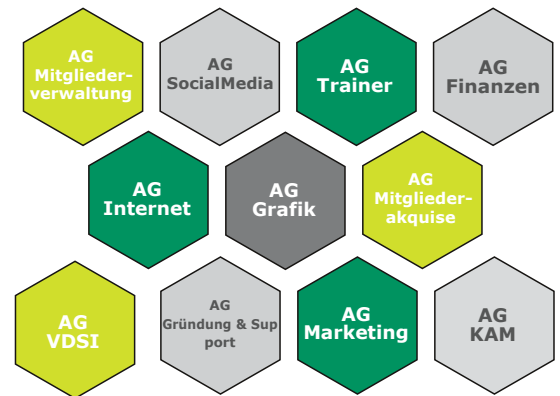 AG
Mitglieder-
verwaltung
AG
SocialMedia
AG
Trainer
AG
Finanzen
AG
Internet
AG
Grafik
AG
Mitglieder-
akquise
AG
VDSI
AG
Gründung & Sup
port
AG
Marketing
AG
KAM